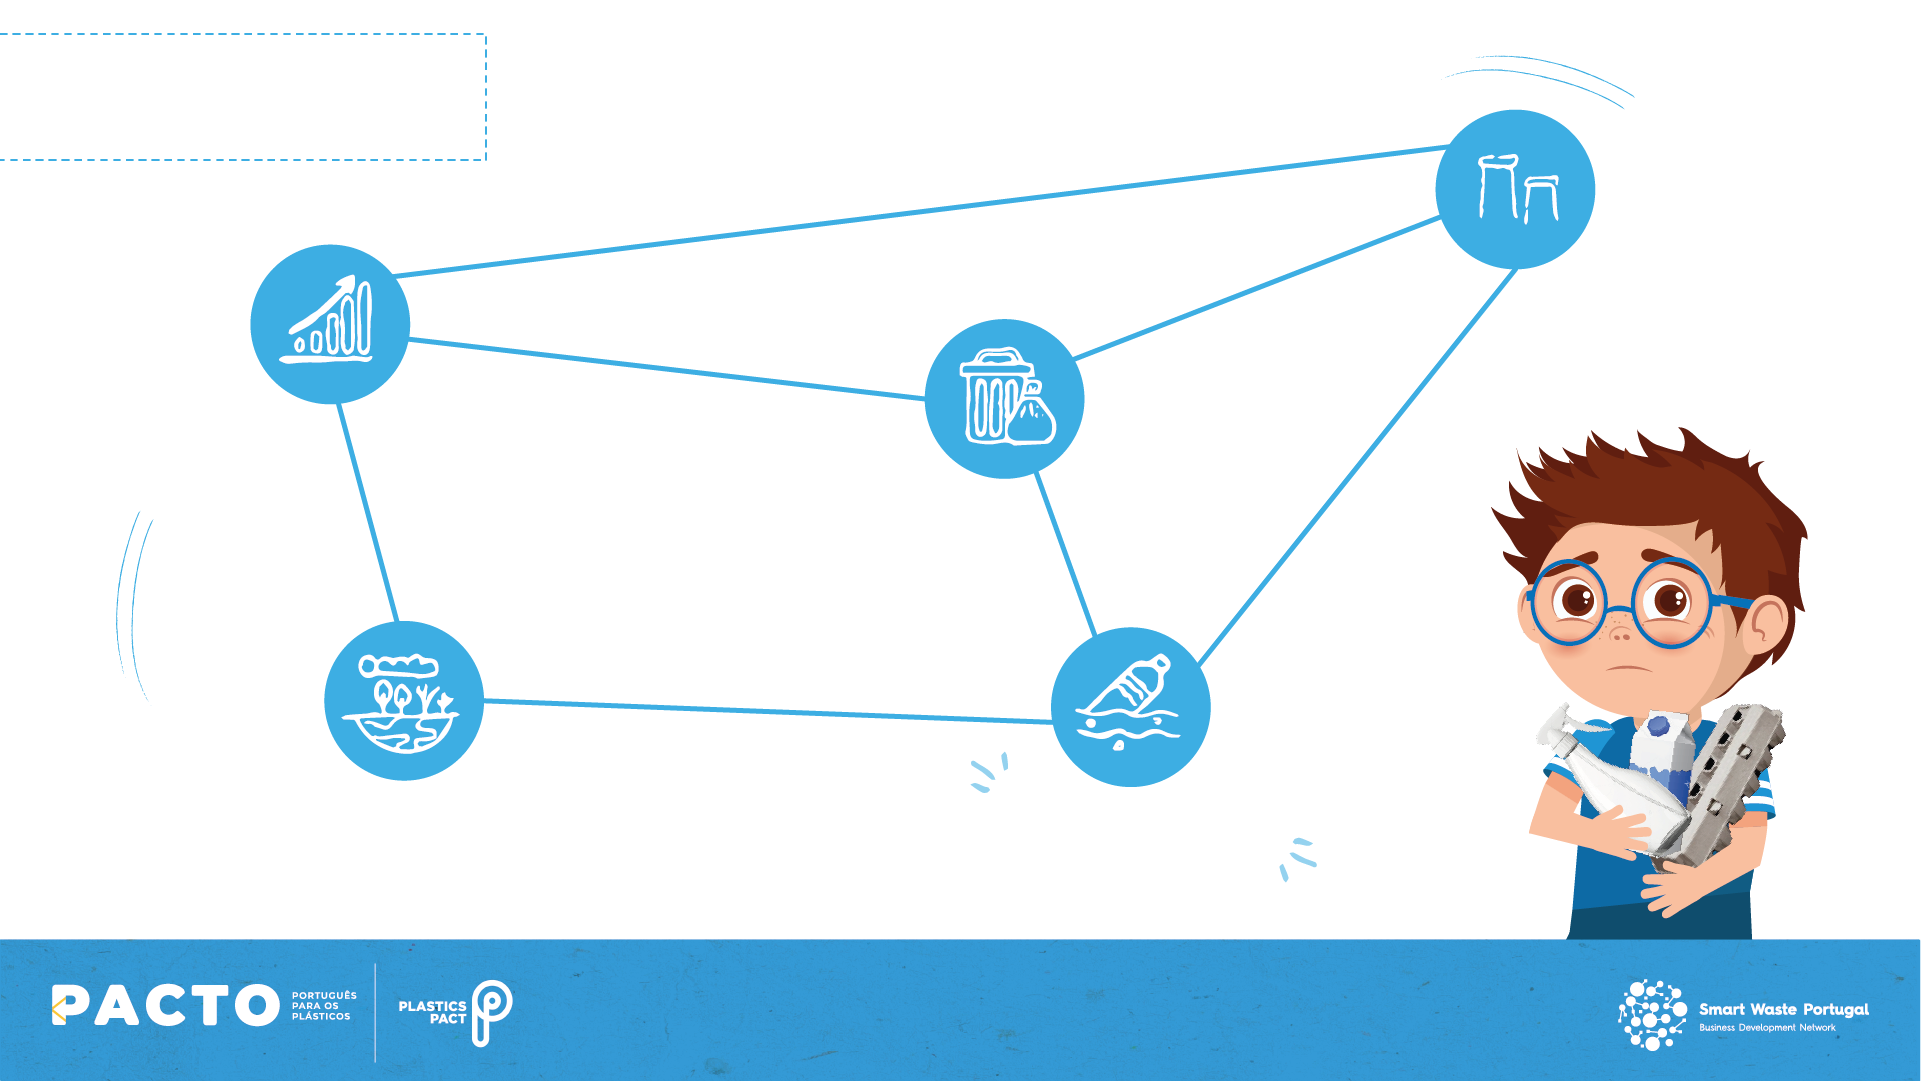 PACTO
PORTUGUÊS
PARA OS
PLÁSTICOS
PLASTICS
PACT
Smart Waste Portugal
Business Development Network